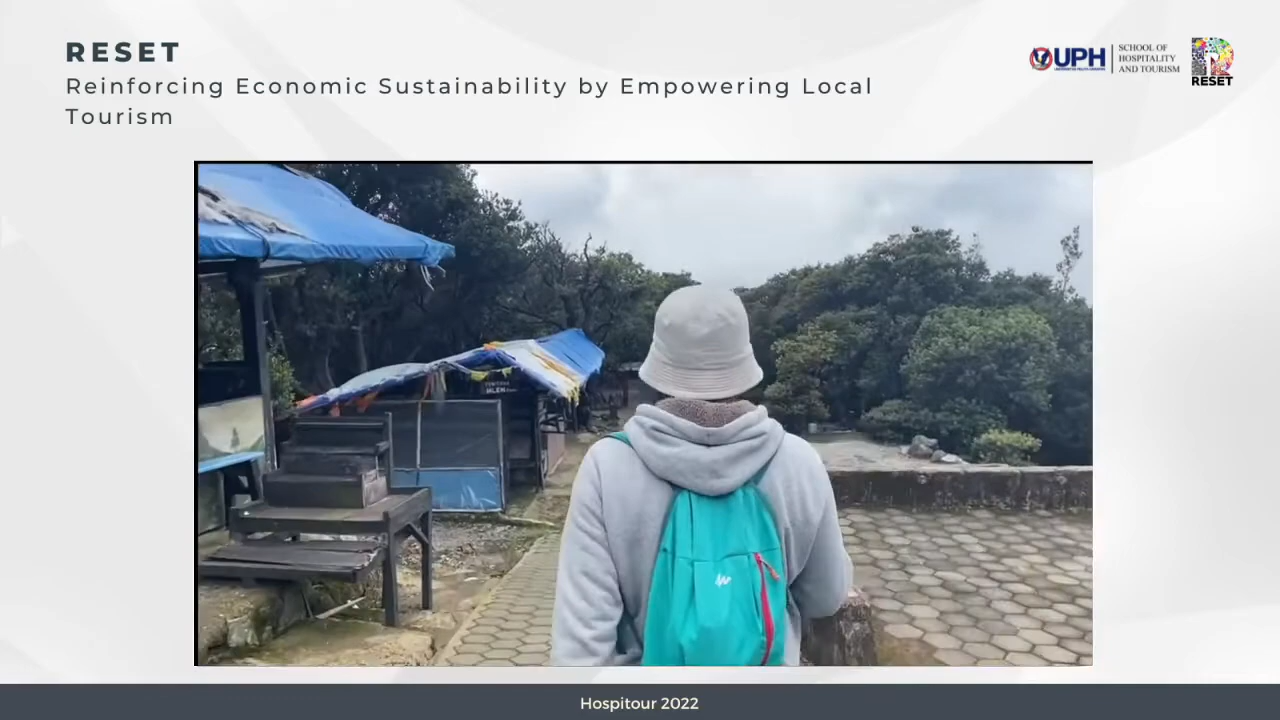 RESET
Reinforcing Economic Sustainability by Empowering Local
Tourism
UPH
SCHOOL OF
HOSPITALITY
AND TOURISM
RESET
Hospitour 2022